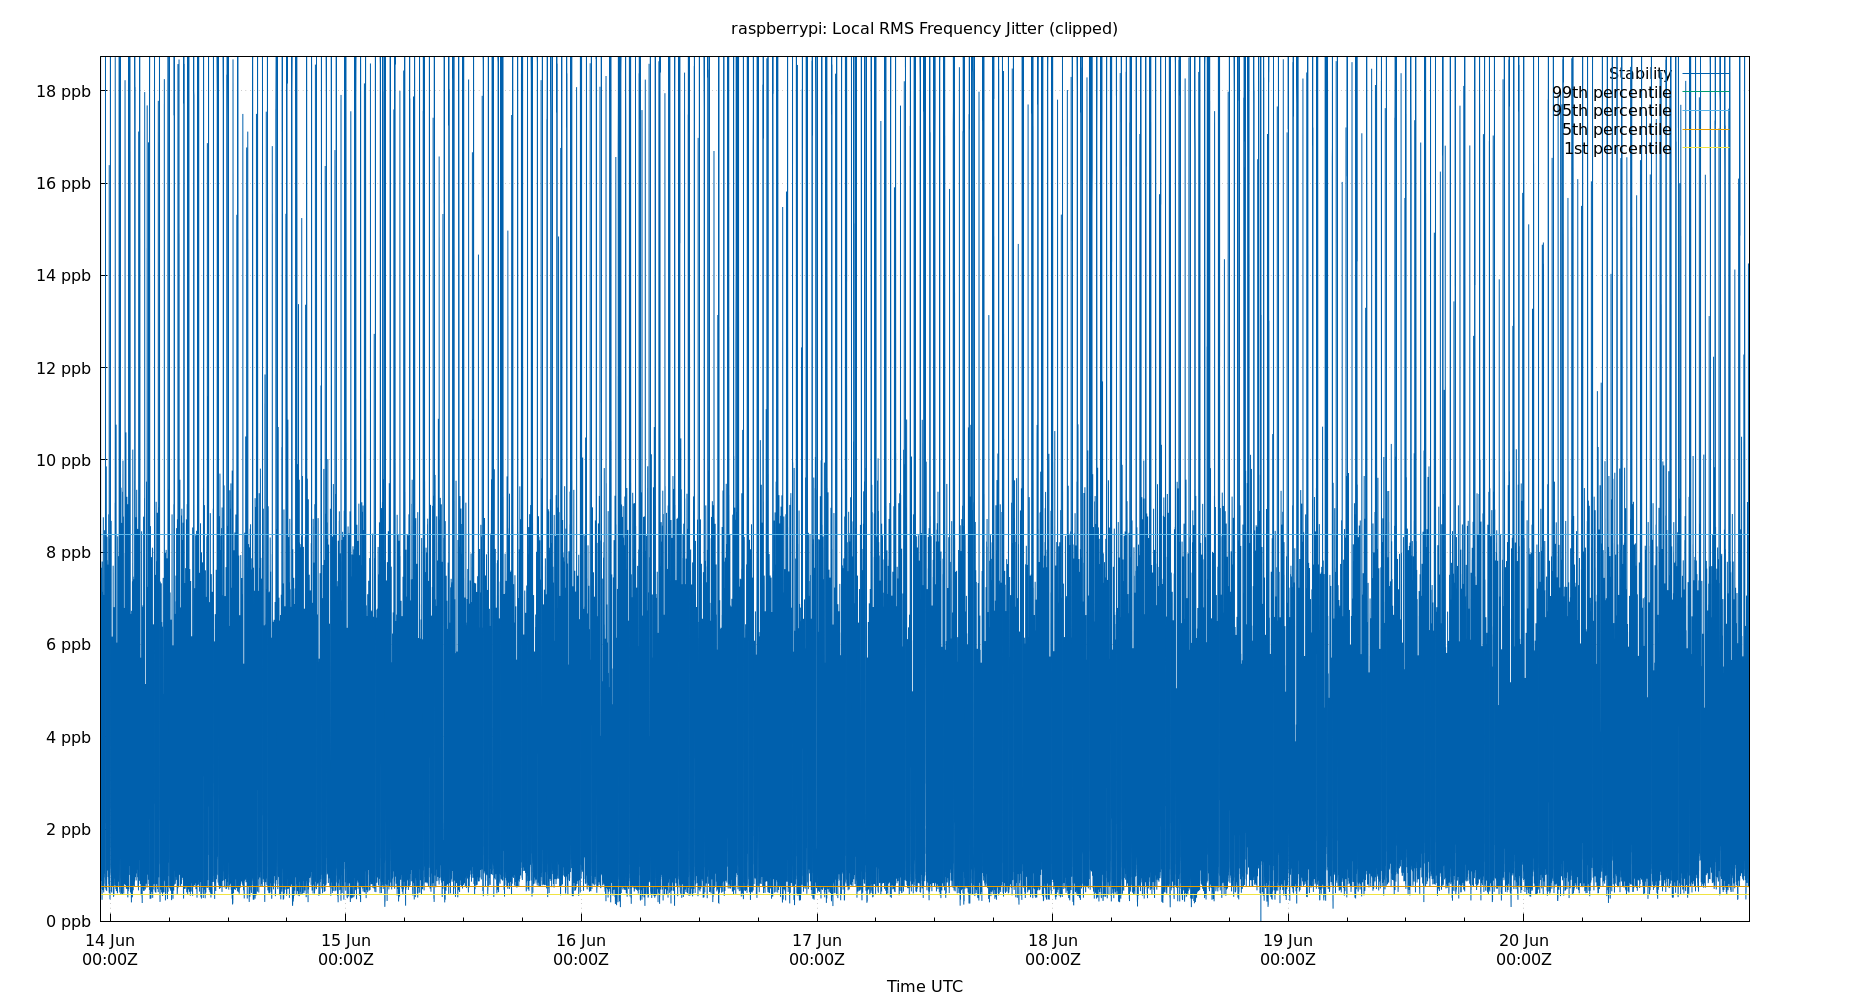 raspberrypi: Local RMS Frequency Jitter (clipped)
Stability
99th percentile
95th percentile
5th percentile
1st percentile
18 ppb
16 ppb
14 ppb
12 ppb
10 ppb
8 ppb
6 ppb
4 ppb
2 ppb
0 ppb
14 Jun 15 Jun 16 Jun 17 Jun 18 Jun 19 Jun 20 Jun
00:00Z 00:00Z 00:00Z 00:00Z 00:00Z 00:00Z 00:00Z
Time UTC